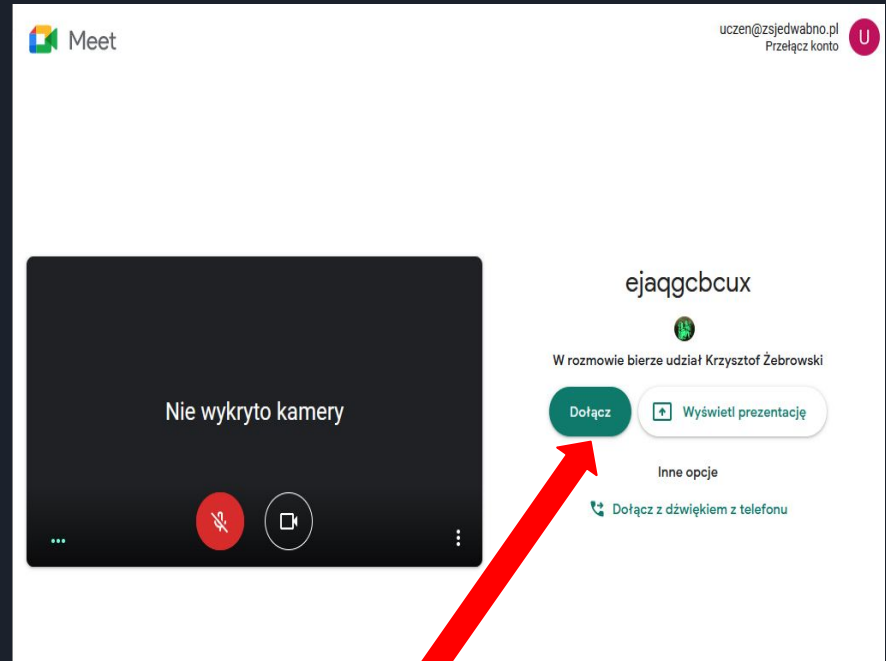 Meet
uczen@zsjedwabno.pl
Przełącz konto
U
ejaqgcbcux
W rozmowie bierze udział Krzysztof Żebrowski
Nie wykryto kamery
Dołącz
Wyświetl prezentację
Inne opcje
Dołącz z dźwiękiem z telefonu